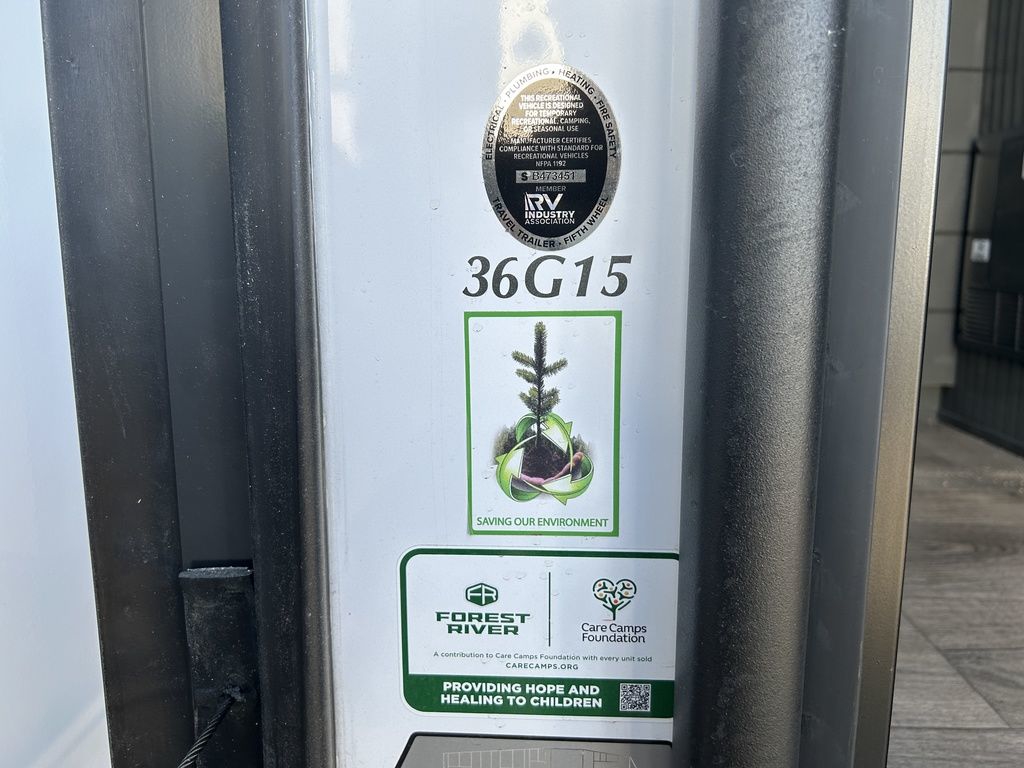 ELECTRICAL • PLUMBING • HEATING • FIRE SAFETY
THIS RECREATIONAL
VEHICLE IS DESIGNED
FOR TEMPORARY
RECREATIONAL, CAMPING,
OR SEASONAL USE
MANUFACTURER CERTIFIES
COMPLIANCE WITH STANDARD FOR
RECREATIONAL VEHICLES
NFPA 1192
S B473451
MEMBER
RV
INDUSTRY
ASSOCIATION
TRAVEL TRAILER • FIFTH WHEEL
36G15
SAVING OUR ENVIRONMENT
FR
FOREST
RIVER
Care Camps
Foundation
A contribution to Care Camps Foundation with every unit sold
CARECAMPS.ORG
PROVIDING HOPE AND
HEALING TO CHILDREN